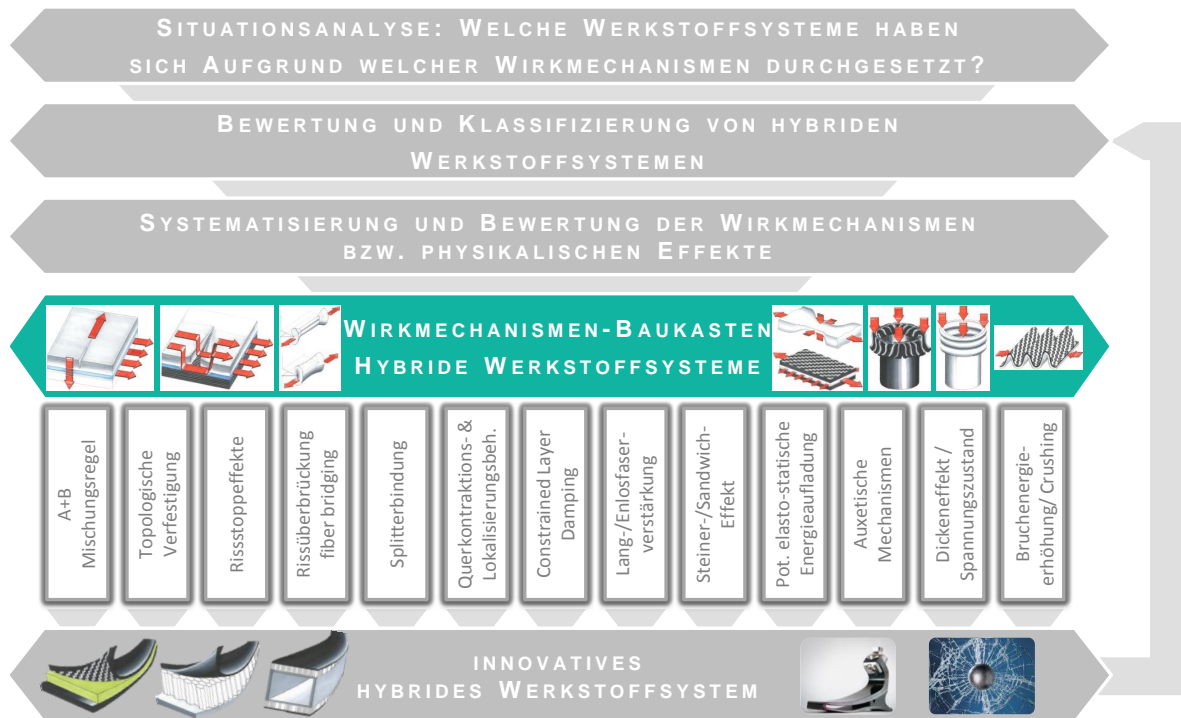 SITUATIONSANALYSE: WELCHE WERKSTOFFSYSTEME HABEN
SICH AUFGRUND WELCHER WIRKMECHANISMEN DURCHGESETZT?
BEWERTUNG UND KLASSIFIZIERUNG VON HYBRIDEN
WERKSTOFFSYSTEMEN
SYSTEMATISIERUNG UND BEWERTUNG DER WIRKMECHANISMEN
BZW. PHYSIKALISCHEN EFFEKTE
WIRKMECHANISMEN-BAUKASTEN
HYBRIDE WERKSTOFFSYSTEME
A+B
Mischungsregel
Topologische
Verfestigung
Rissstoppeffekte
Rissüberbrückung
fiber bridging
Splitterbindung
Querkontraktions- &
Lokalisierungsbeh.
Constrained Layer
Damping
Lang-/Enlosfaser-
verstärkung
Steiner-/Sandwich-
Effekt
Pot. elasto-statische
Energieaufladung
Auxetische
Mechanismen
Dickeneffekt /
Spannungszustand
Bruchenergie-
erhöhung/ Crushing
INNOVATIVES
HYBRIDES WERKSTOFFSYSTEM